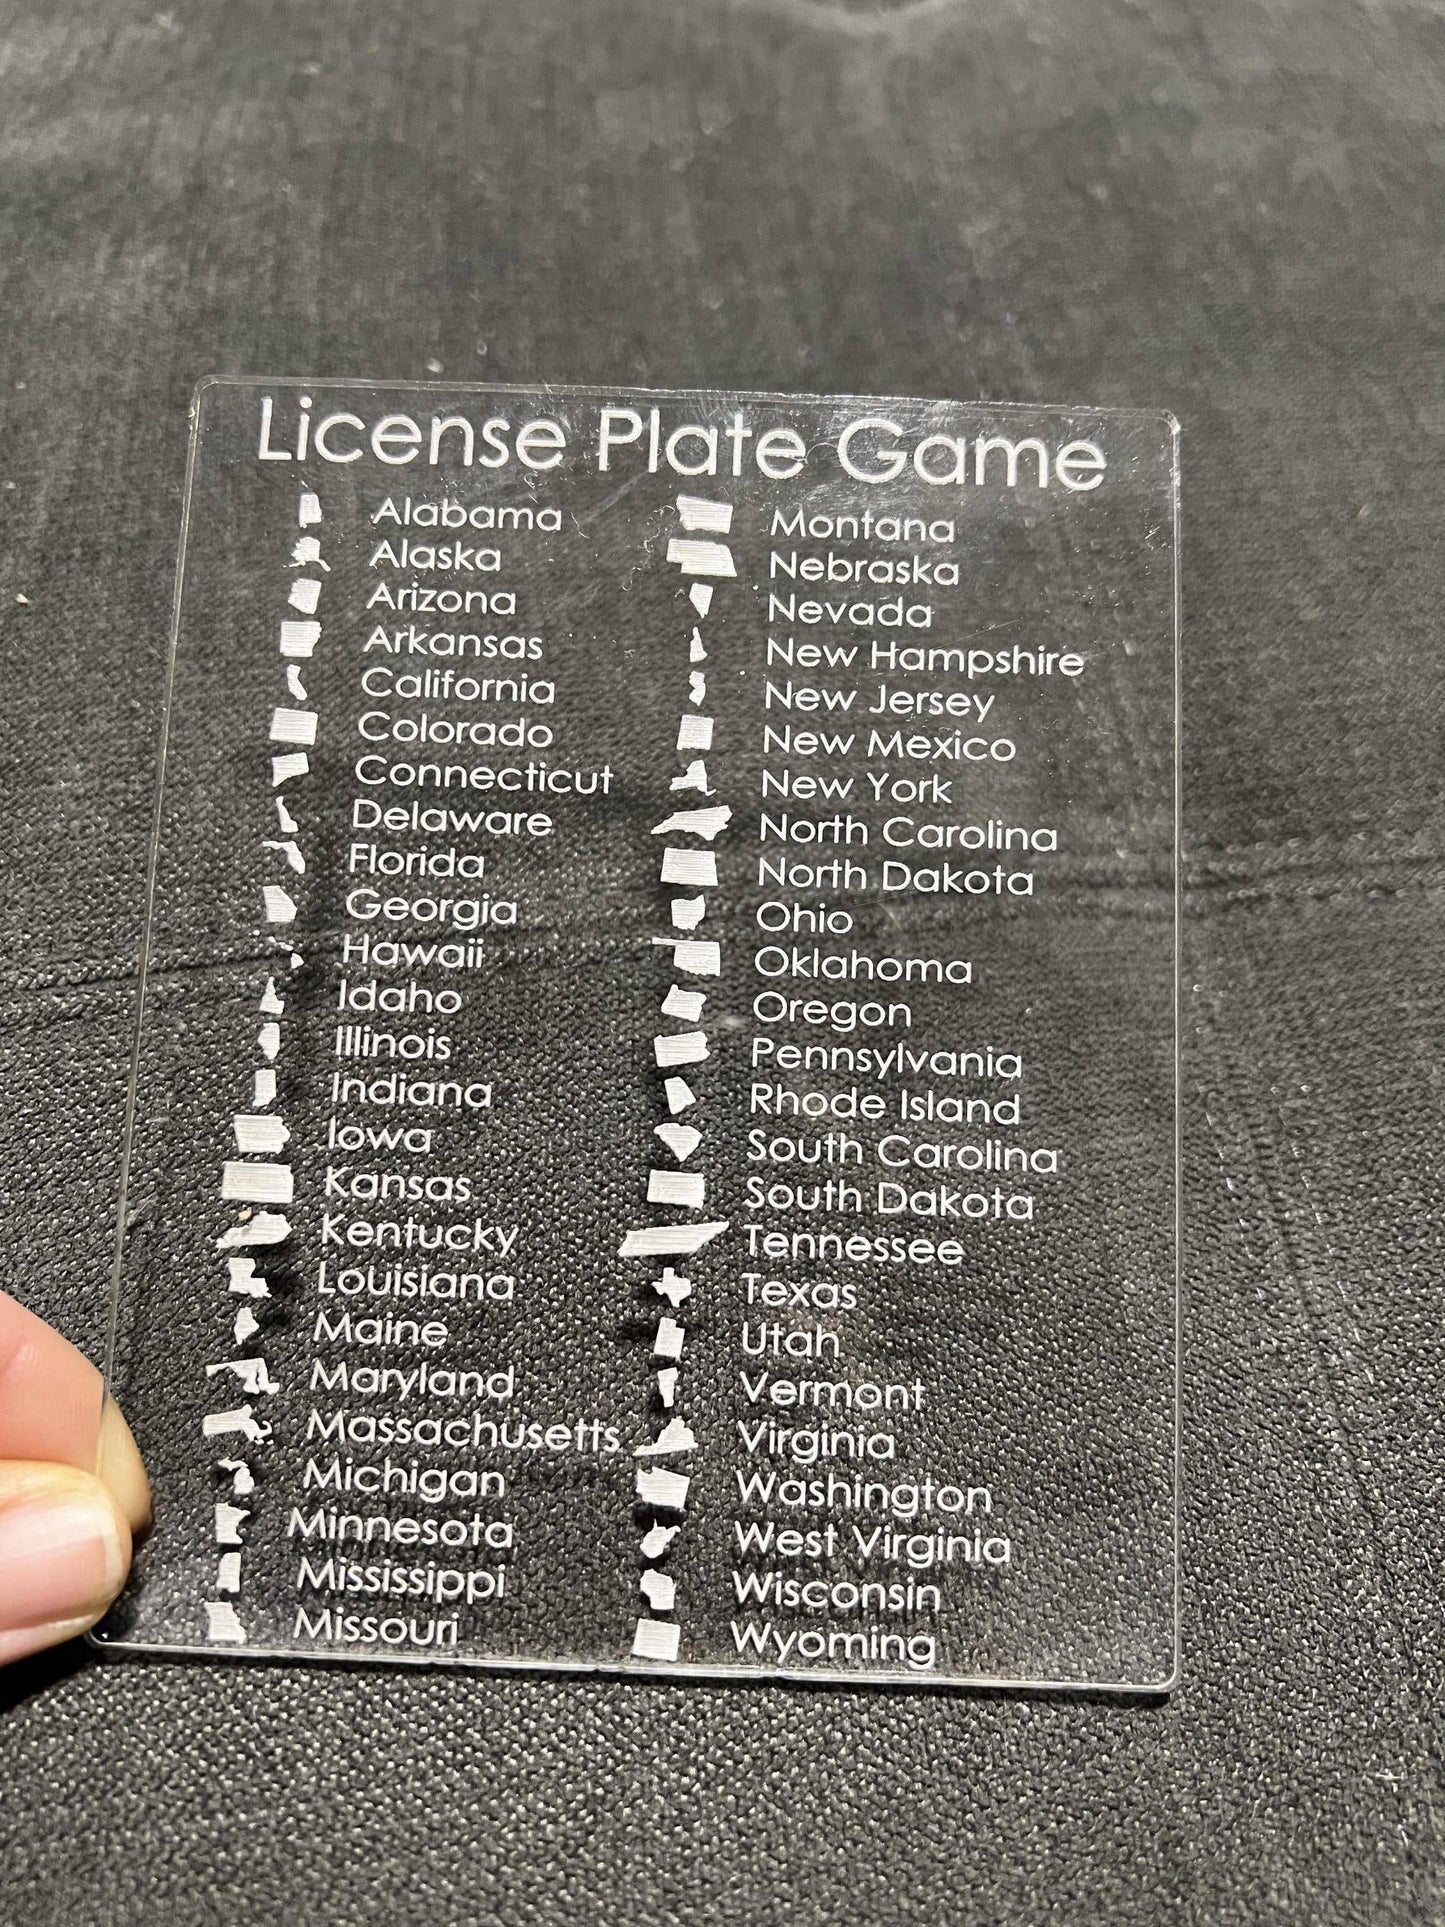 License Plate Game
Alabama
Alaska
Arizona
Arkansas
California
Colorado
Connecticut
Delaware
Florida
Georgia
Hawaii
Idaho
Illinois
Indiana
Iowa
Kansas
Kentucky
Louisiana
Maine
Maryland
Massachusetts
Michigan
Minnesota
Mississippi
Missouri
Montana
Nebraska
Nevada
New Hampshire
New Jersey
New Mexico
New York
North Carolina
North Dakota
Ohio
Oklahoma
Oregon
Pennsylvania
Rhode Island
South Carolina
South Dakota
Tennessee
Texas
Utah
Vermont
Virginia
Washington
West Virginia
Wisconsin
Wyoming